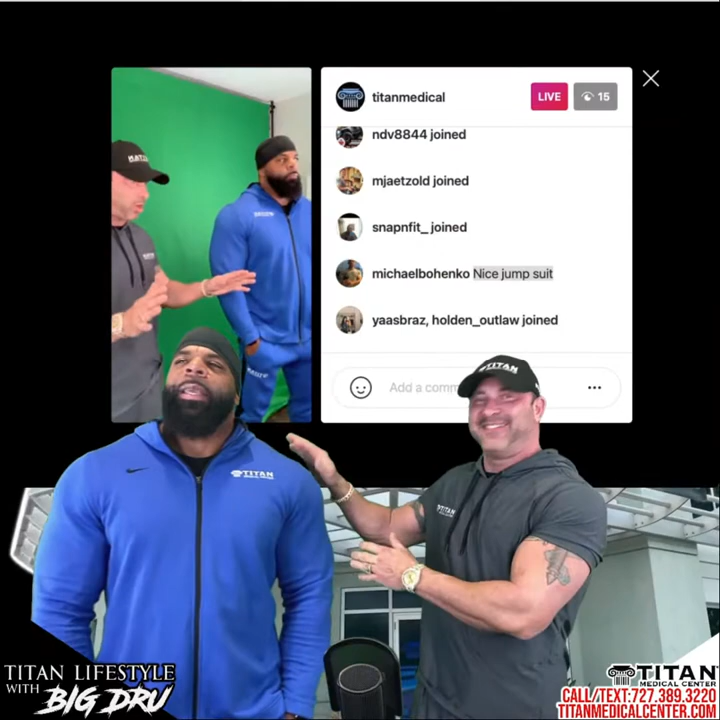 titanmedical
LIVE
15
ndv8844 joined
mjaetzold joined
snapnfit_ joined
michaelbohenko Nice jump suit
yaasbraz, holden_outlaw joined
Add a comm
TITAN
TITAN
TITAN
TITAN LIFESTYLE
WITH BIG DRU
TITAN
MEDICAL CENTER
CALL/TEXT:727.389.3220
TITANMEDICALCENTER.COM